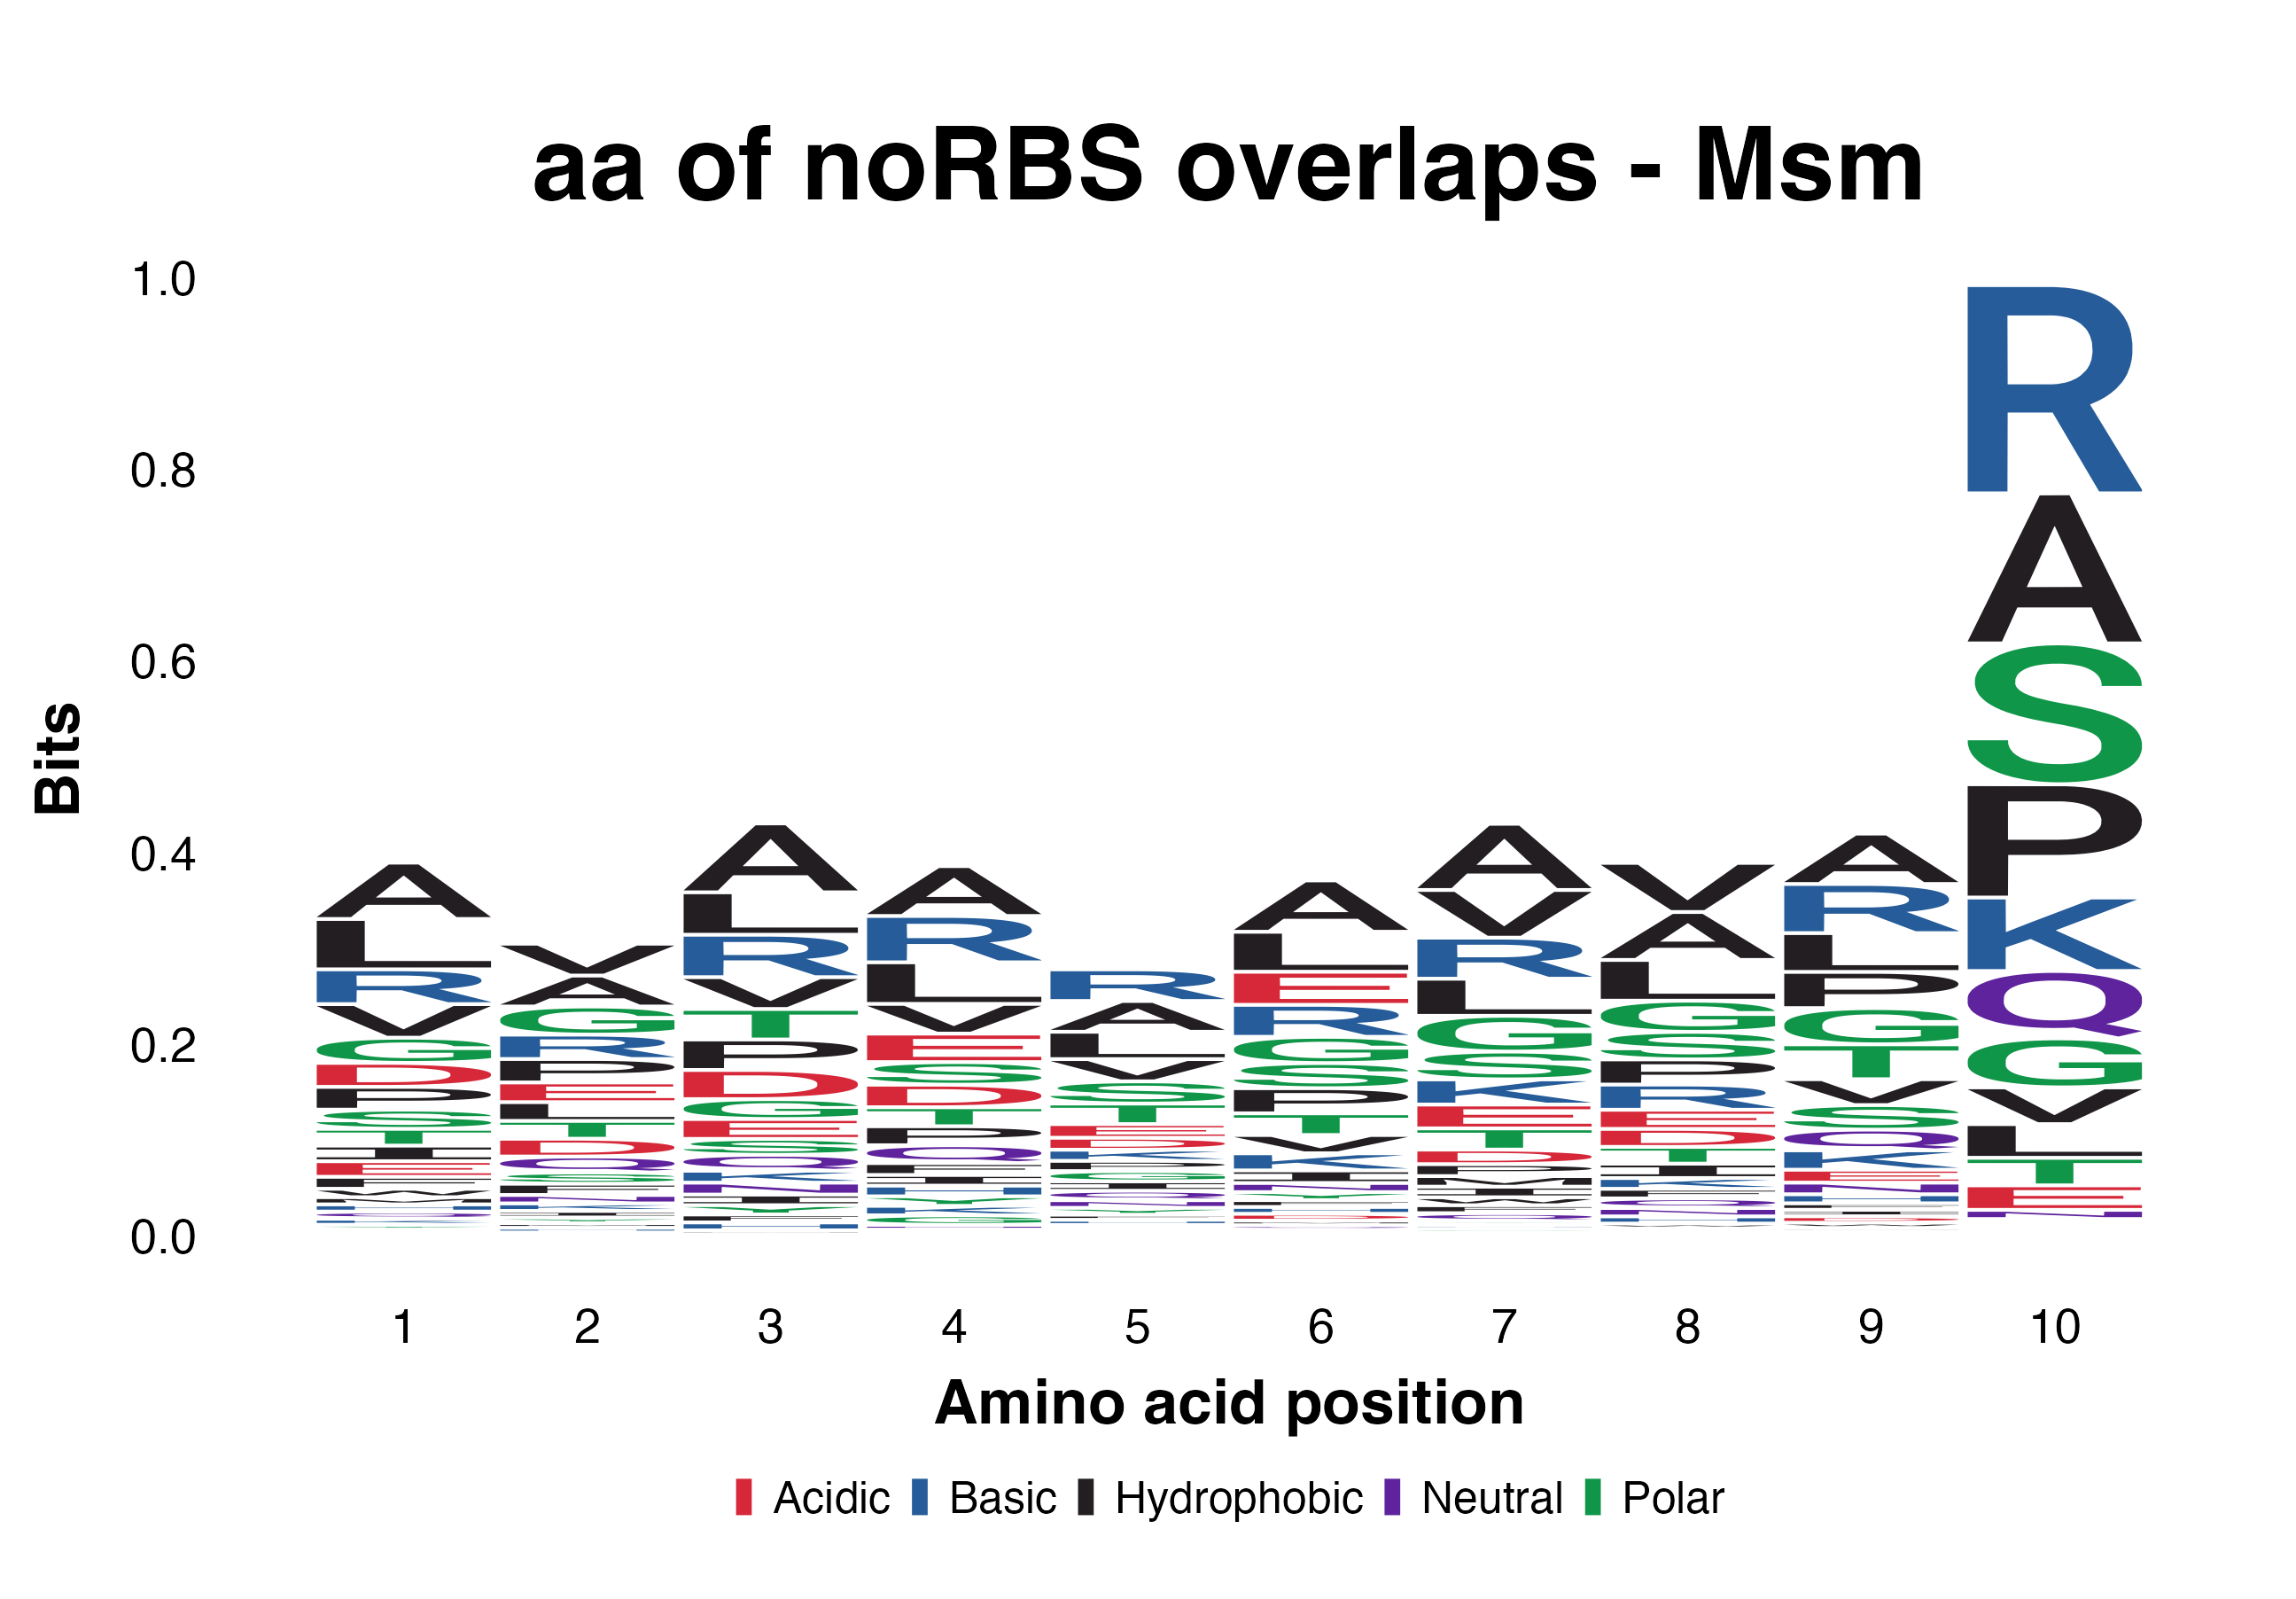 aa of noRBS overlaps - Msm
1.0
0.8
0.6
0.4
0.2
0.0
Bits
A L R V G D P S T I E F
V A G R P E L T D Q S
A L R V T P D G E S Q K N I
A R L V E S D T P Q F I H Y K G
R A L V S T E D K P G I Q
A L E R G S P T V K I N
A V R L G S K E T D P M I W F Q
V A L G S P R E D T I K F Q N H
A R L P G T V S Q K E N H
R A S P K Q G V L T E N
1 2 3 4 5 6 7 8 9 10
Amino acid position
Acidic Basic Hydrophobic Neutral Polar